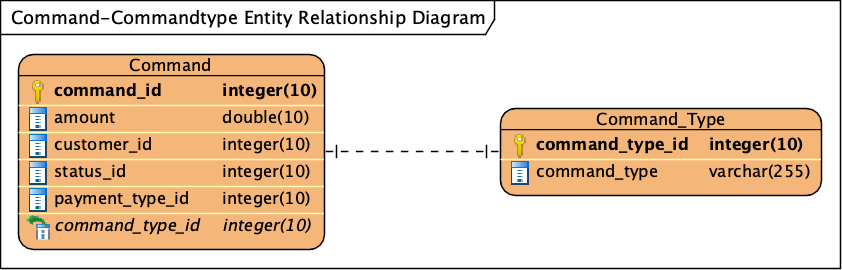 Command-Commandtype Entity Relationship Diagram
Command
command_id integer(10)
amount double(10)
customer_id integer(10)
status_id integer(10)
payment_type_id integer(10)
command_type_id integer(10)
Command_Type
command_type_id integer(10)
command_type varchar(255)